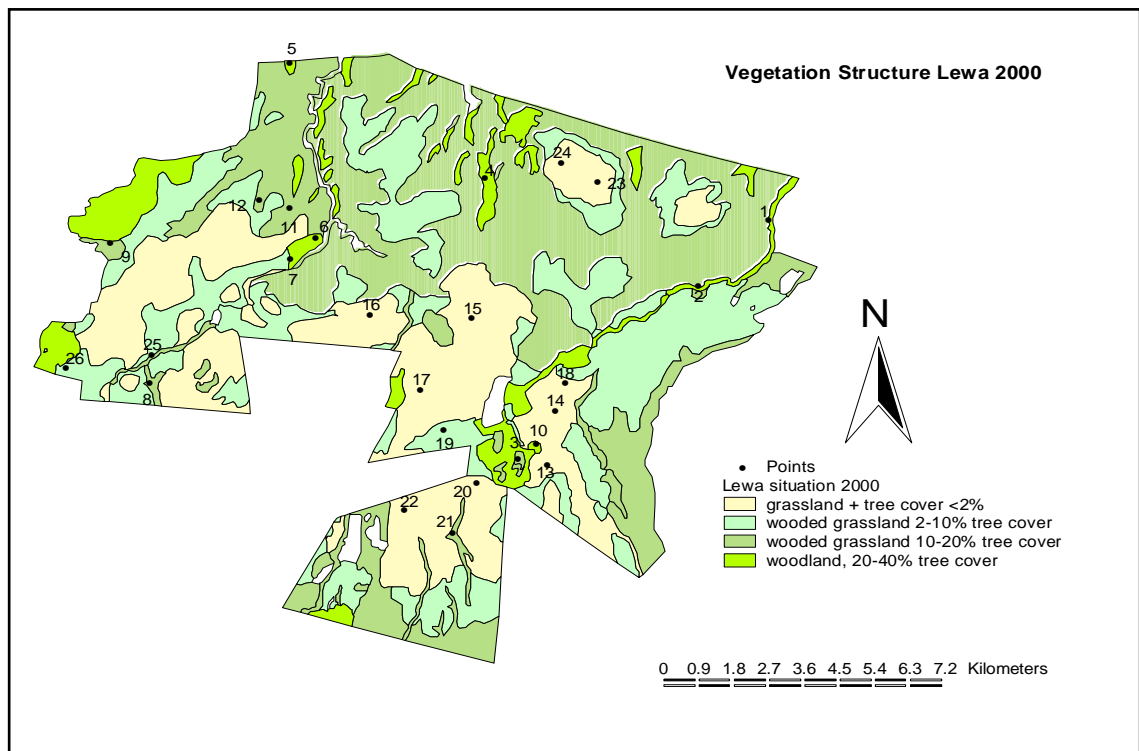 Vegetation Structure Lewa 2000
5
24
4
23
12
1
11
6
9
7
2
16
15
N
25
26
17
18
8
14
19
3
10
13
20
22
21
Points
Lewa situation 2000
grassland + tree cover <2%
wooded grassland 2-10% tree cover
wooded grassland 10-20% tree cover
woodland, 20-40% tree cover
0 0.9 1.8 2.7 3.6 4.5 5.4 6.3 7.2 Kilometers